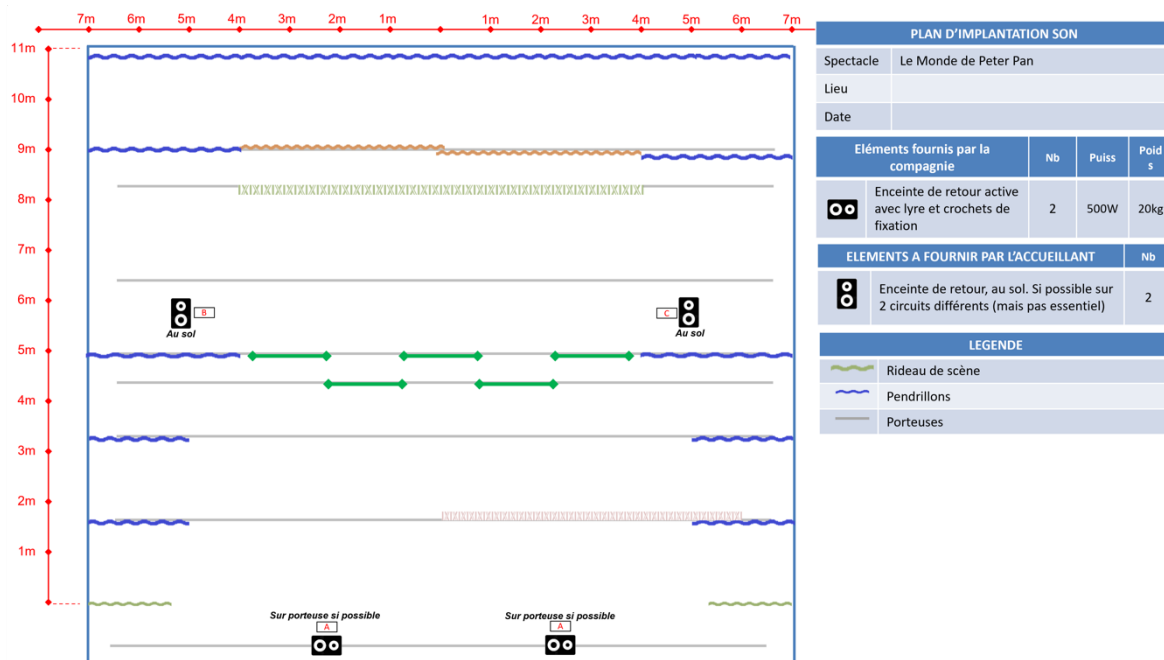 7m 6m 5m 4m 3m 2m 1m 1m 2m 3m 4m 5m 6m 7m
11m
10m
9m
8m
7m
6m
5m
4m
3m
2m
1m
B
Au sol
C
Au sol
Sur porteuse si possible
A
Sur porteuse si possible
A
PLAN D'IMPLANTATION SON
Spectacle Le Monde de Peter Pan
Lieu
Date
Eléments fournis par la
compagnie
Nb
Puiss
Poid
s
Enceinte de retour active
avec lyre et crochets de
fixation
2
500W
20kg
ELEMENTS A FOURNIR PAR L'ACCUEILLANT
Nb
Enceinte de retour, au sol. Si possible sur
2 circuits différents (mais pas essentiel)
2
LEGENDE
Rideau de scène
Pendrillons
Porteuses